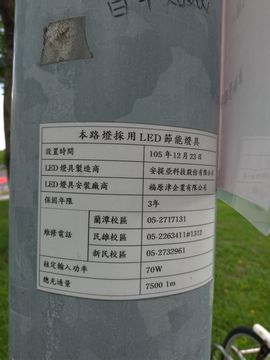 本路燈採用LED節能燈具
設置時間 105年12月23日
LED燈具製造商 安提亞科技股份有限公司
LED燈具安裝廠商 福原津企業有限公司
保固年限 3年
維修電話 蘭潭校區 05-2717131
民雄校區 05-2263411#1312
新民校區 05-2732961
核定輸入功率 70W
總光通量 7500 lm